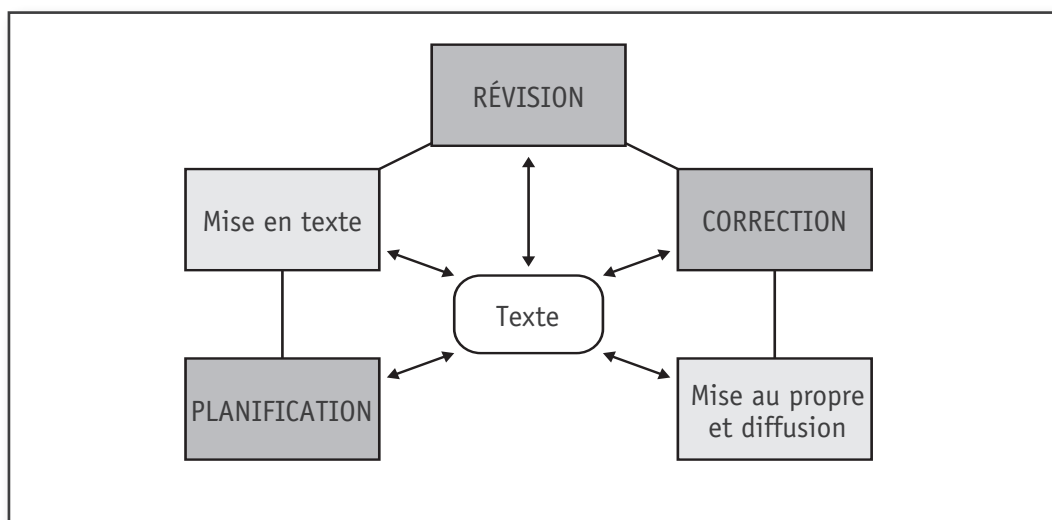 RÉVISION
Mise en texte
CORRECTION
Texte
PLANIFICATION
Mise au propre
et diffusion